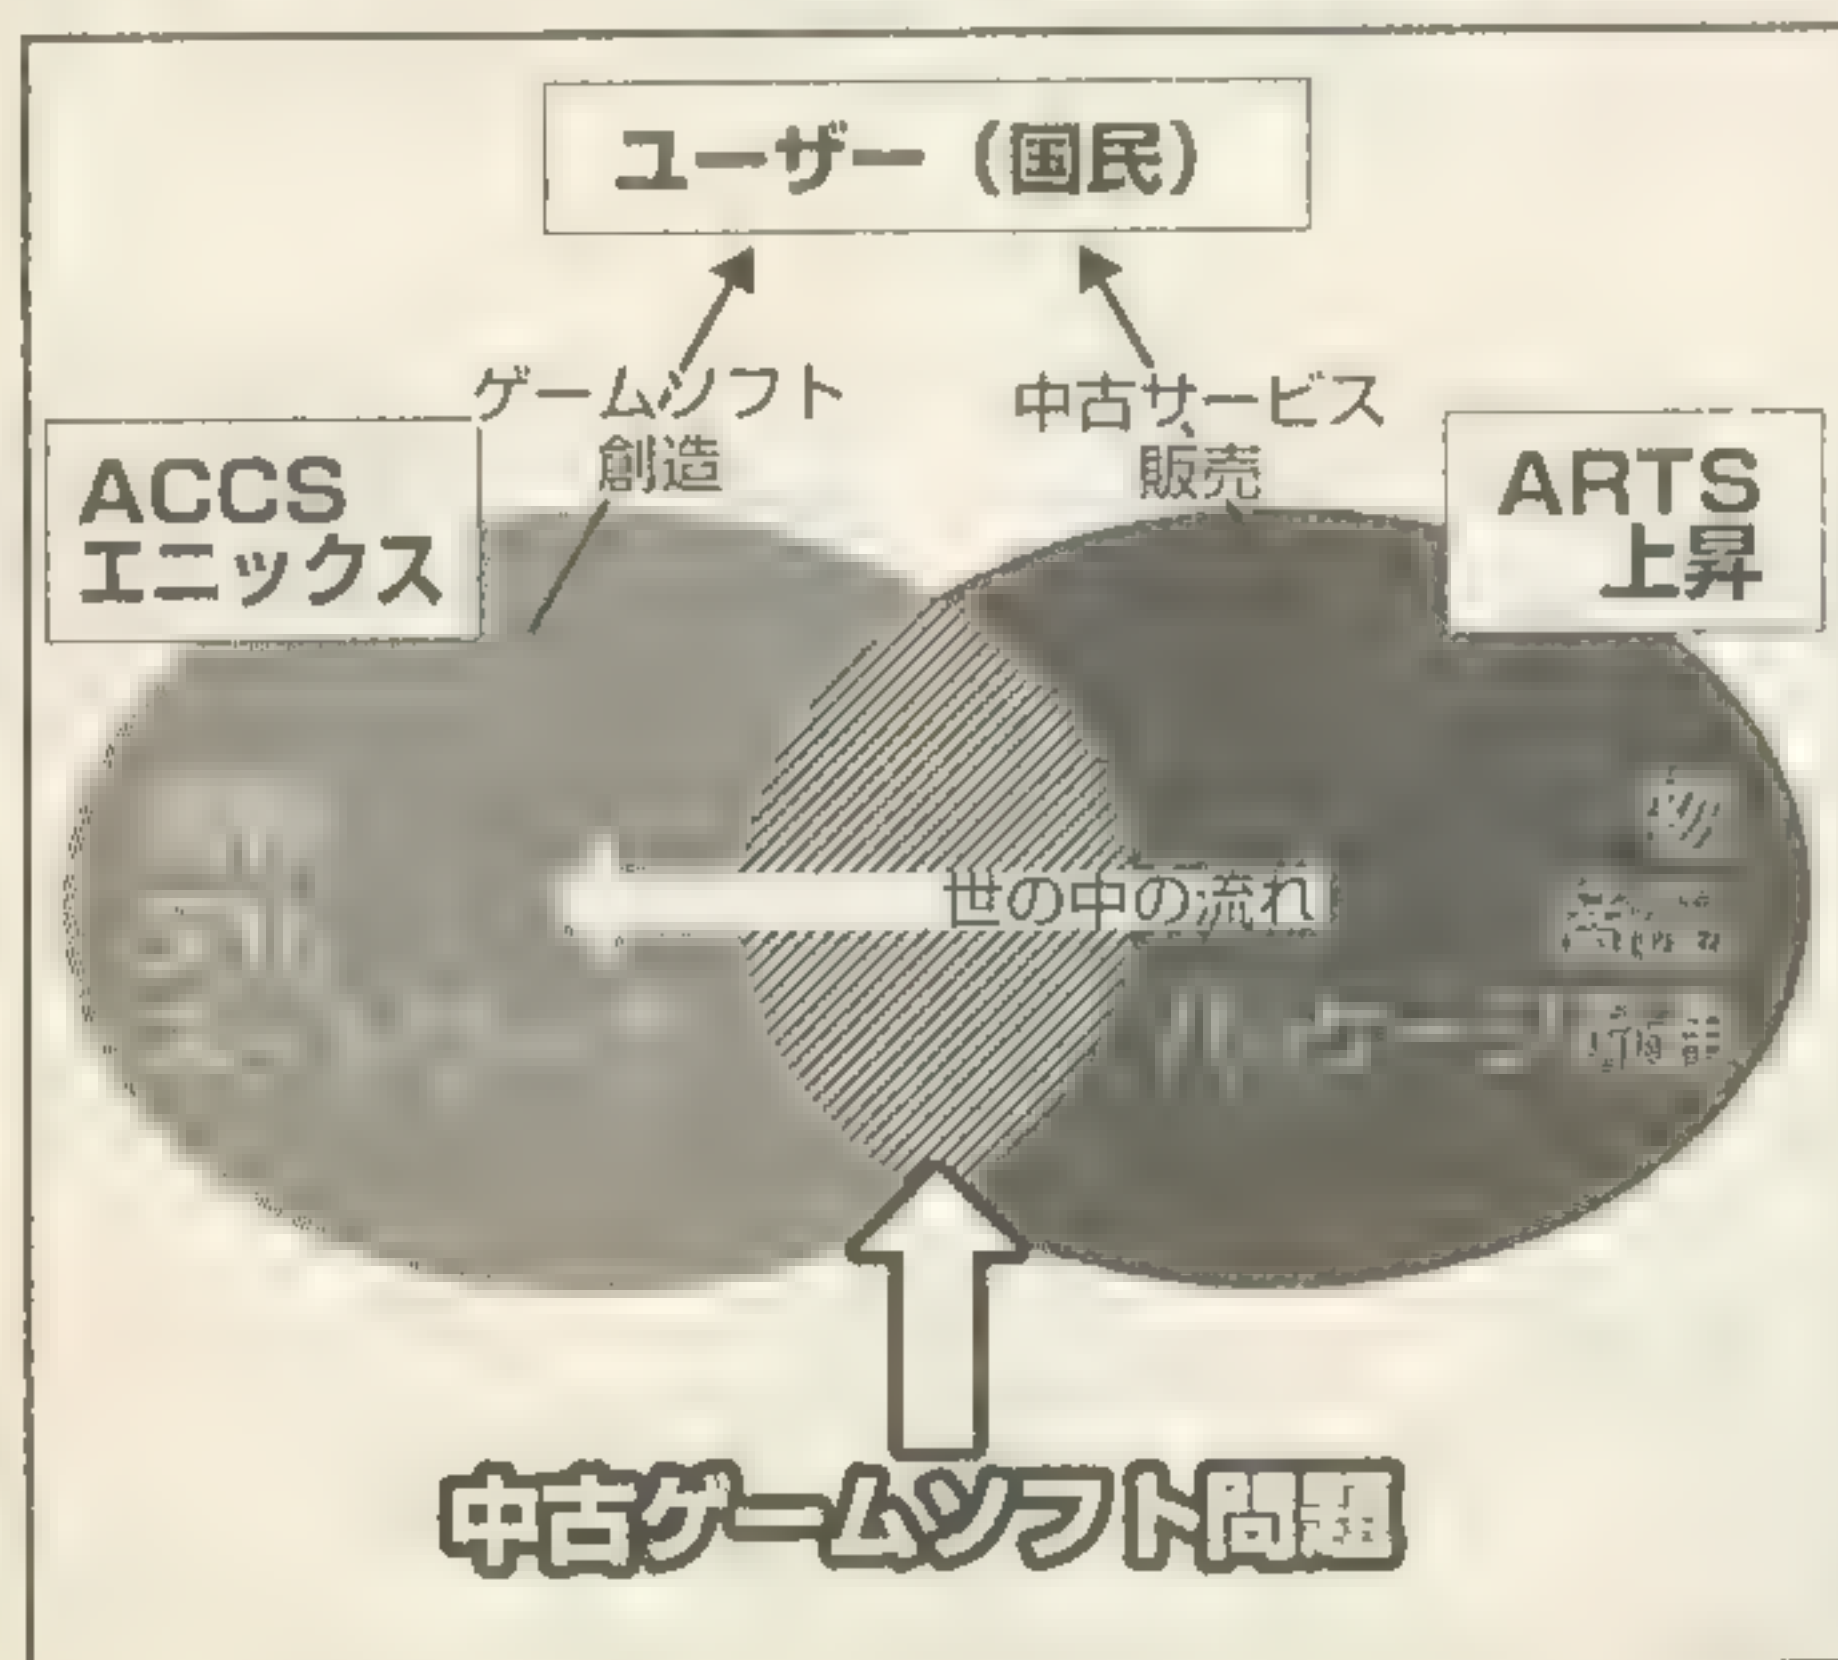 ユーザー（国民）
ゲームソフト
創造
中古サービス
販売
ACCS
エニックス
ARTS
上昇
世の中の流れ
中古ゲームソフト問題